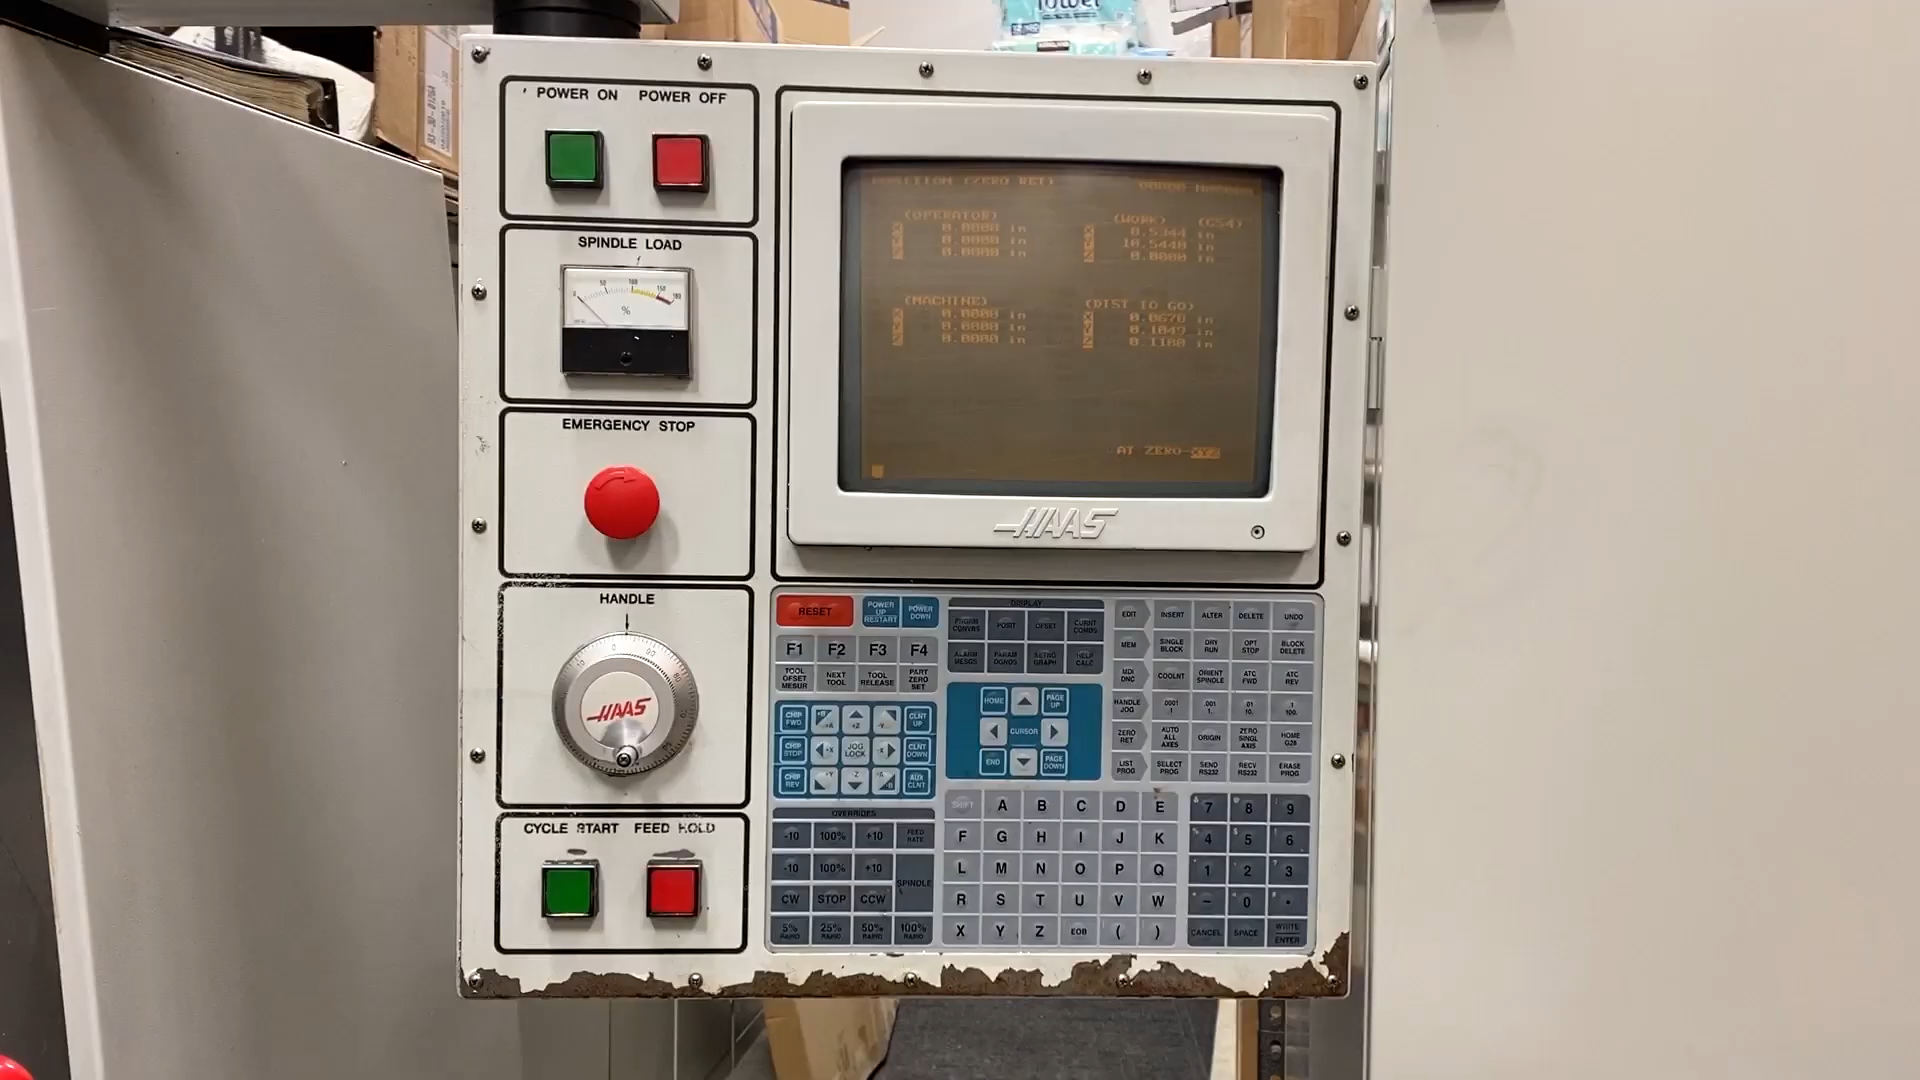 Towel
POWER ON POWER OFF
SPINDLE LOAD
0 50 100 150 180
%
EMERGENCY STOP
HANDLE
HAAS
CYCLE START FEED HOLD
POSITION (ZERO RET)
(OPERATOR)
X 0.0000 in
Y 0.0000 in
Z 0.0000 in
(WORK) (G54)
in
Y 10.5440 in
Z 0.0000 in
(MACHINE)
X 0.0000 in
Y 0.0000 in
Z 0.0000 in
(DIST TO GO)
X 0.0670 in
Y 0.1049 in
Z 0.1180 in
AT ZERO XYZ
HAAS
RESET
POWER UP RESTART
POWER DOWN
F1 F2 F3 F4
TOOL OFSET MESUR
NEXT TOOL
TOOL RELEASE
PART ZERO SET
CHIP FWD +Z CLNT UP
CHIP STOP +X JOG LOCK -X CLNT DOWN
CHIP REV +Y -Z AUX CLNT
OVERRIDES
-10 100% +10 FEED RATE
-10 100% +10 SPINDLE
CW STOP CCW
5% RAPID 25% RAPID 50% RAPID 100% RAPID
DISPLAY
PRGRM CONVRS
POSIT
OFSET
CURNT COMDS
ALARM MESGS
PARAM DGNOS
SETNG GRAPH
HELP CALC
HOME PAGE UP
CURSOR
END PAGE DOWN
EDIT INSERT ALTER DELETE UNDO
MEM SINGLE BLOCK DRY RUN OPT STOP BLOCK DELETE
MDI DNC COOLNT ORIENT SPINDLE ATC FWD ATC REV
HANDLE JOG .0001 .1 .001 1. .01 10. .1 100.
ZERO RET AUTO ALL AXES ORIGIN ZERO SINGL AXIS HOME G28
LIST PROG SELECT PROG SEND RS232 RECV RS232 ERASE PROG
SHIFT A B C D E
F G H I J K
L M N O P Q
R S T U V W
X Y Z EOB ( )
7 8 9
4 5 6
1 2 3
- 0 .
CANCEL SPACE WRITE ENTER